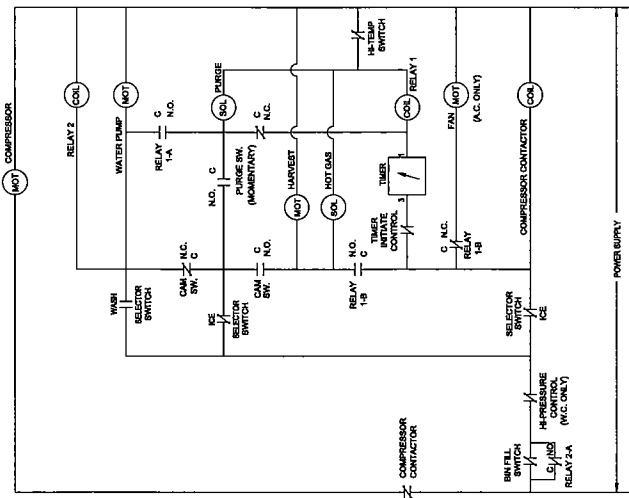 COMPRESSOR
MOT
COIL
RELAY 2
MOT
WATER PUMP
C
N.O.
RELAY
1-A
WASH
SELECTOR
SWITCH
N.C.
C
CAM
SW.
PURGE
SOL
C
N.O.
C
N.C.
PURGE SW.
(MOMENTARY)
ICE
SELECTOR
SWITCH
C
N.O.
CAM
SW.
HARVEST
MOT
HOT GAS
SOL
N.O.
C
RELAY
1-B
HI-TEMP
SWITCH
RELAY 1
COIL
1
TIMER
3
TIMER
INITIATE
CONTROL
FAN
MOT
(A.C. ONLY)
C N.C.
RELAY
1-B
COMPRESSOR CONTACTOR
COIL
SELECTOR
SWITCH
ICE
HI-PRESSURE
CONTROL
(W.C. ONLY)
BIN FILL
SWITCH
C
NO
RELAY 2-A
COMPRESSOR
CONTACTOR
POWER SUPPLY